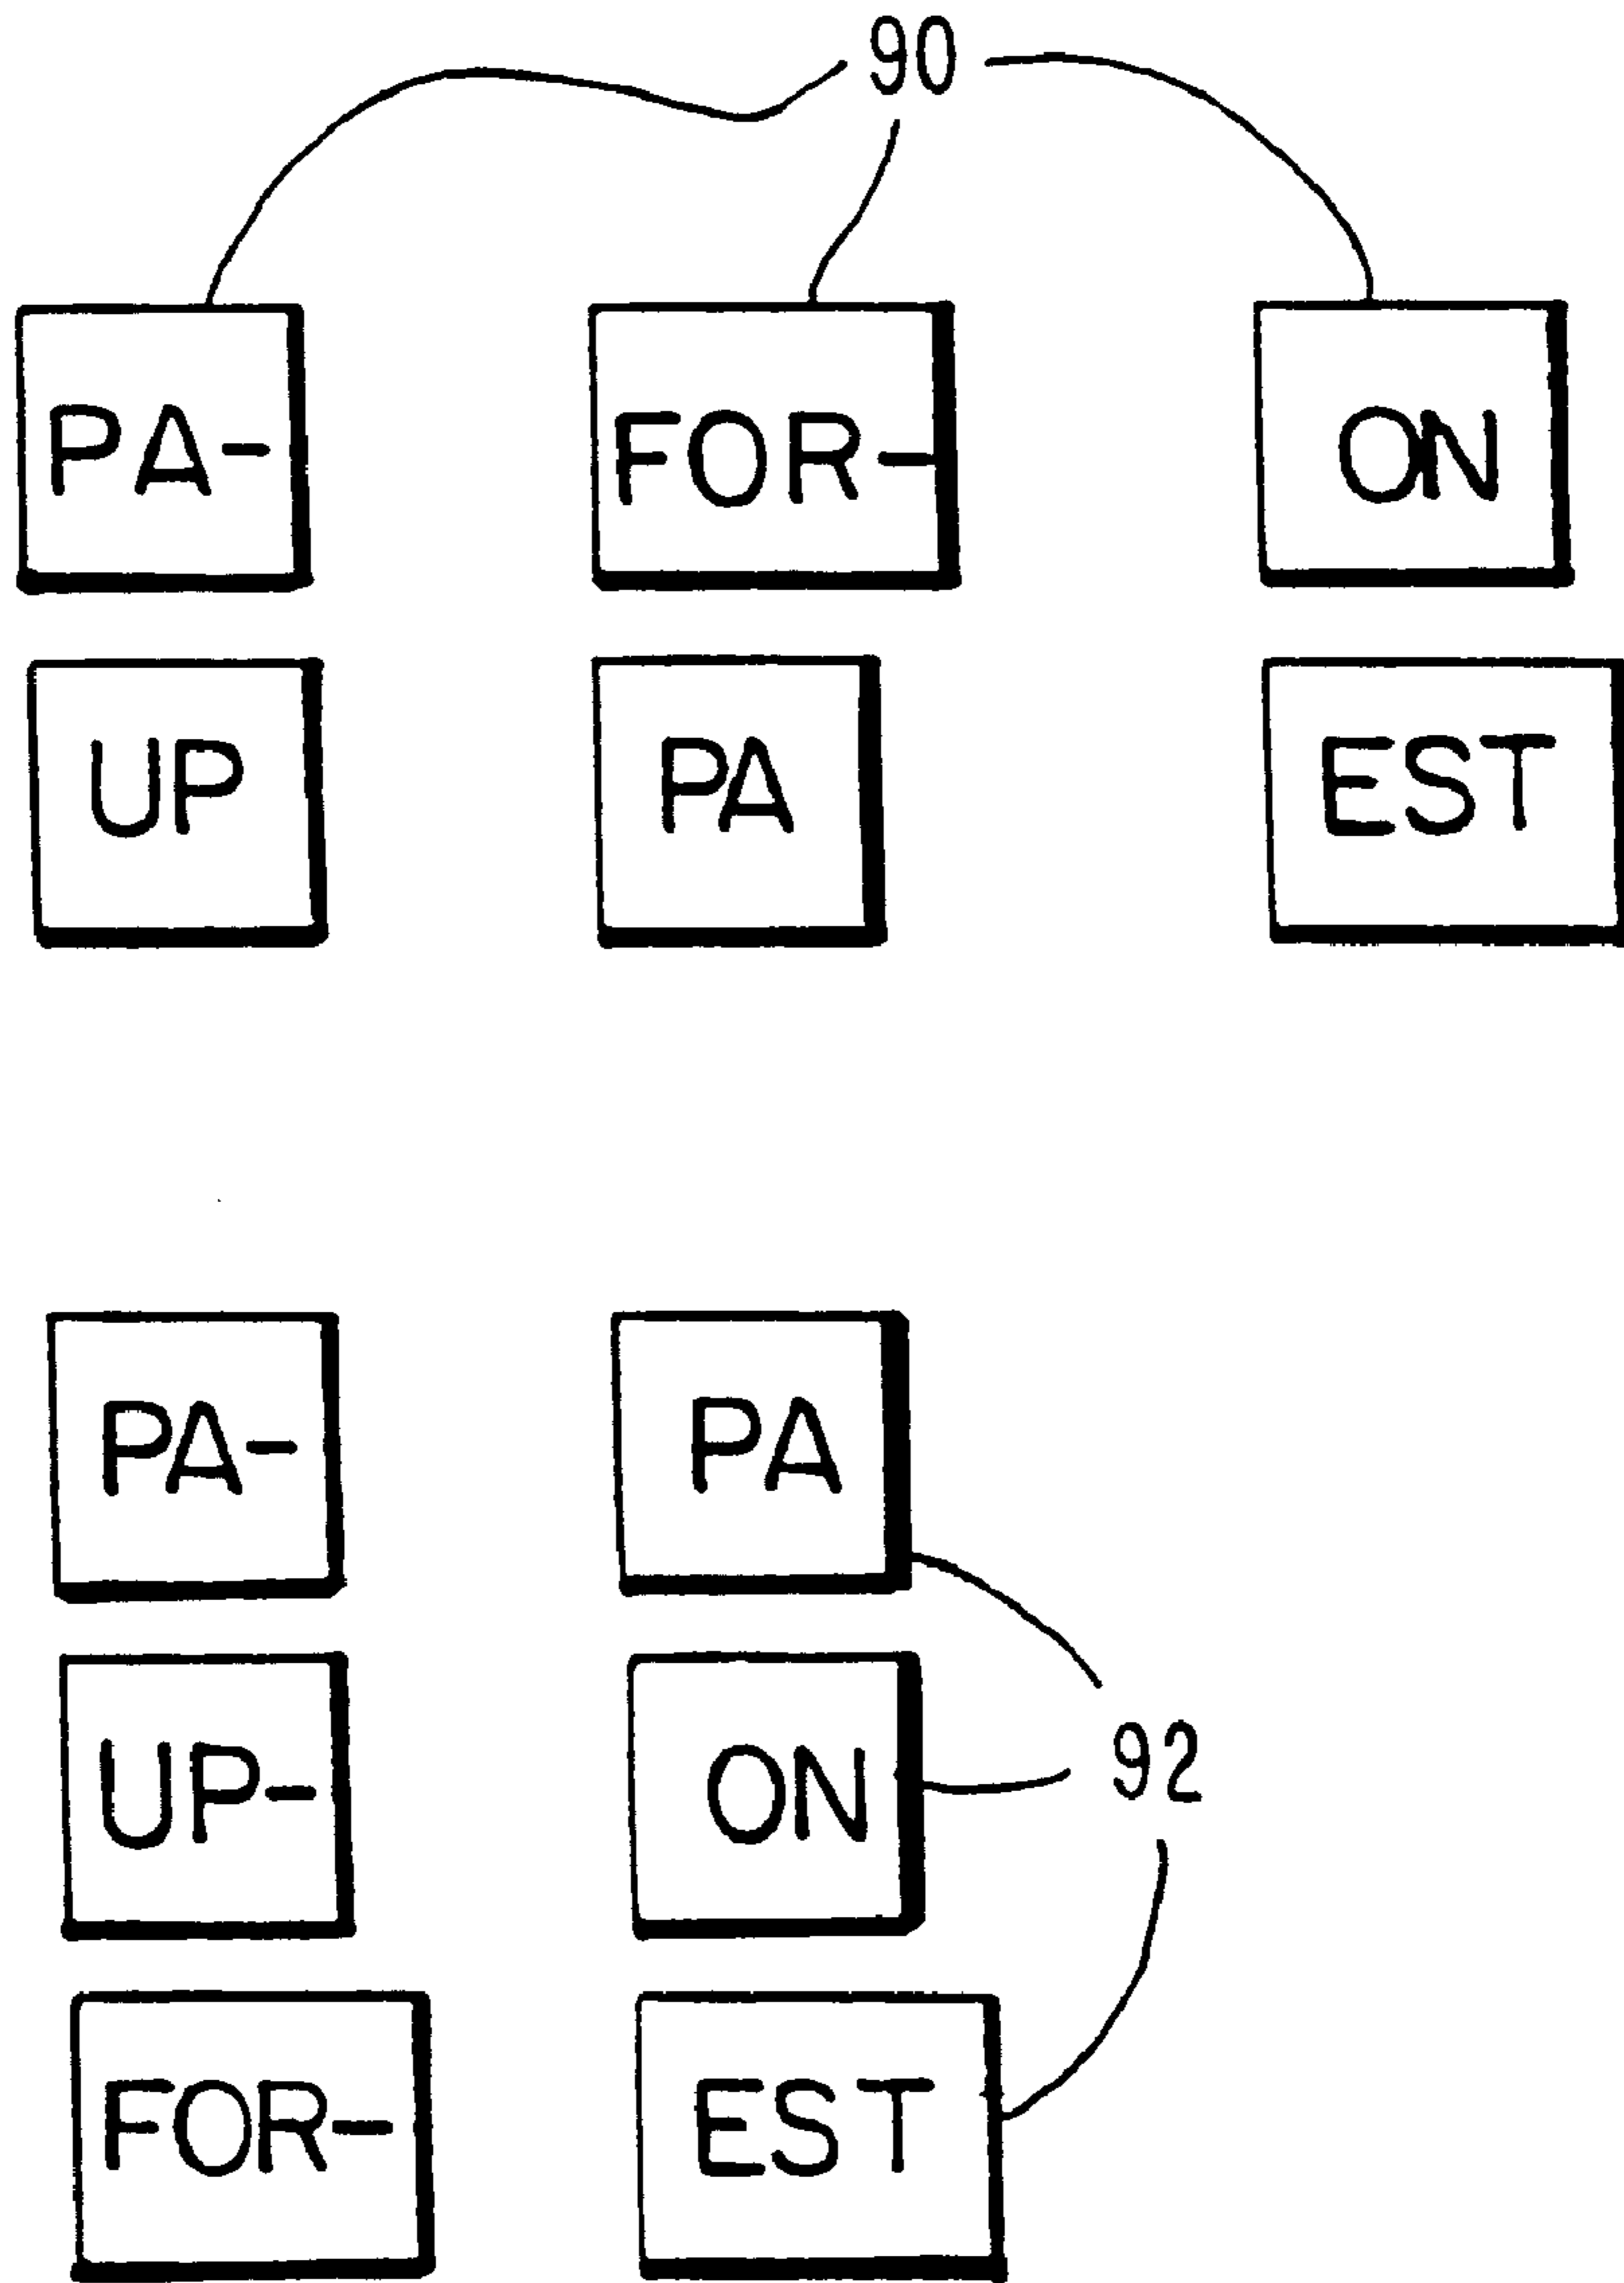 90
PA- FOR- ON
UP PA EST
PA- PA
UP- ON
92
FOR- EST